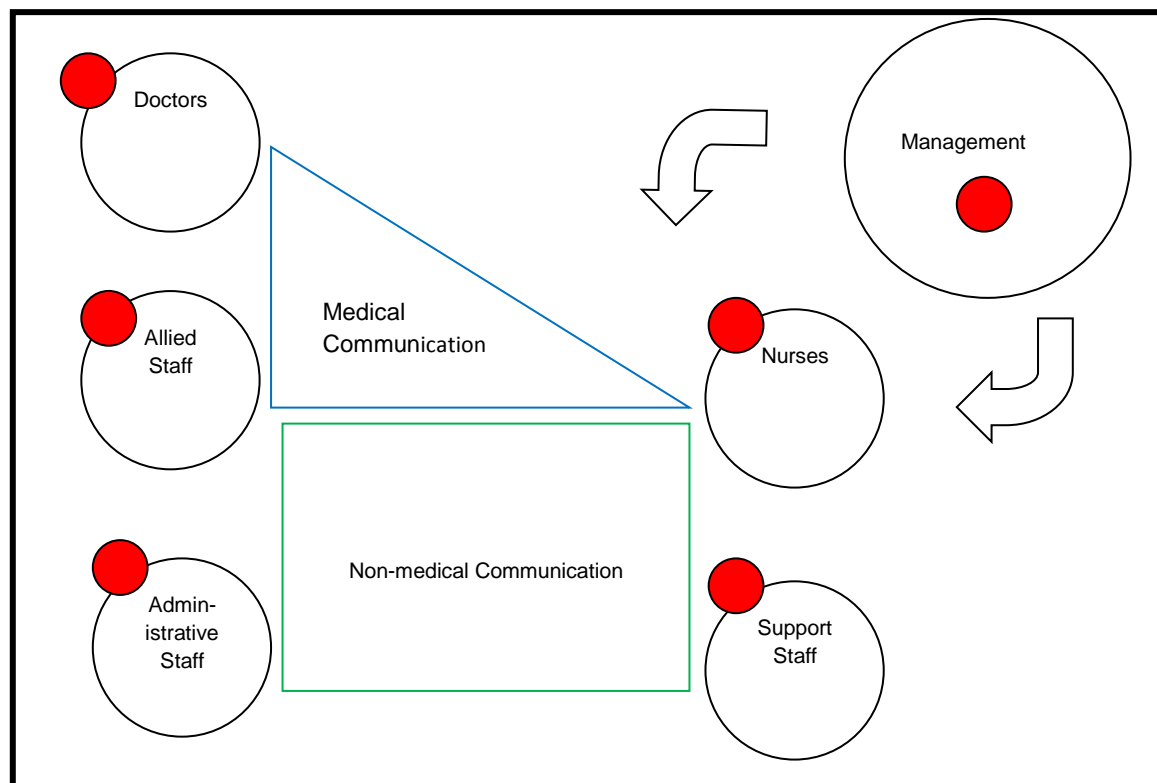 Doctors
Management
Medical
Communication
Allied
Staff
Nurses
Non-medical Communication
Admin-
istrative
Staff
Support
Staff